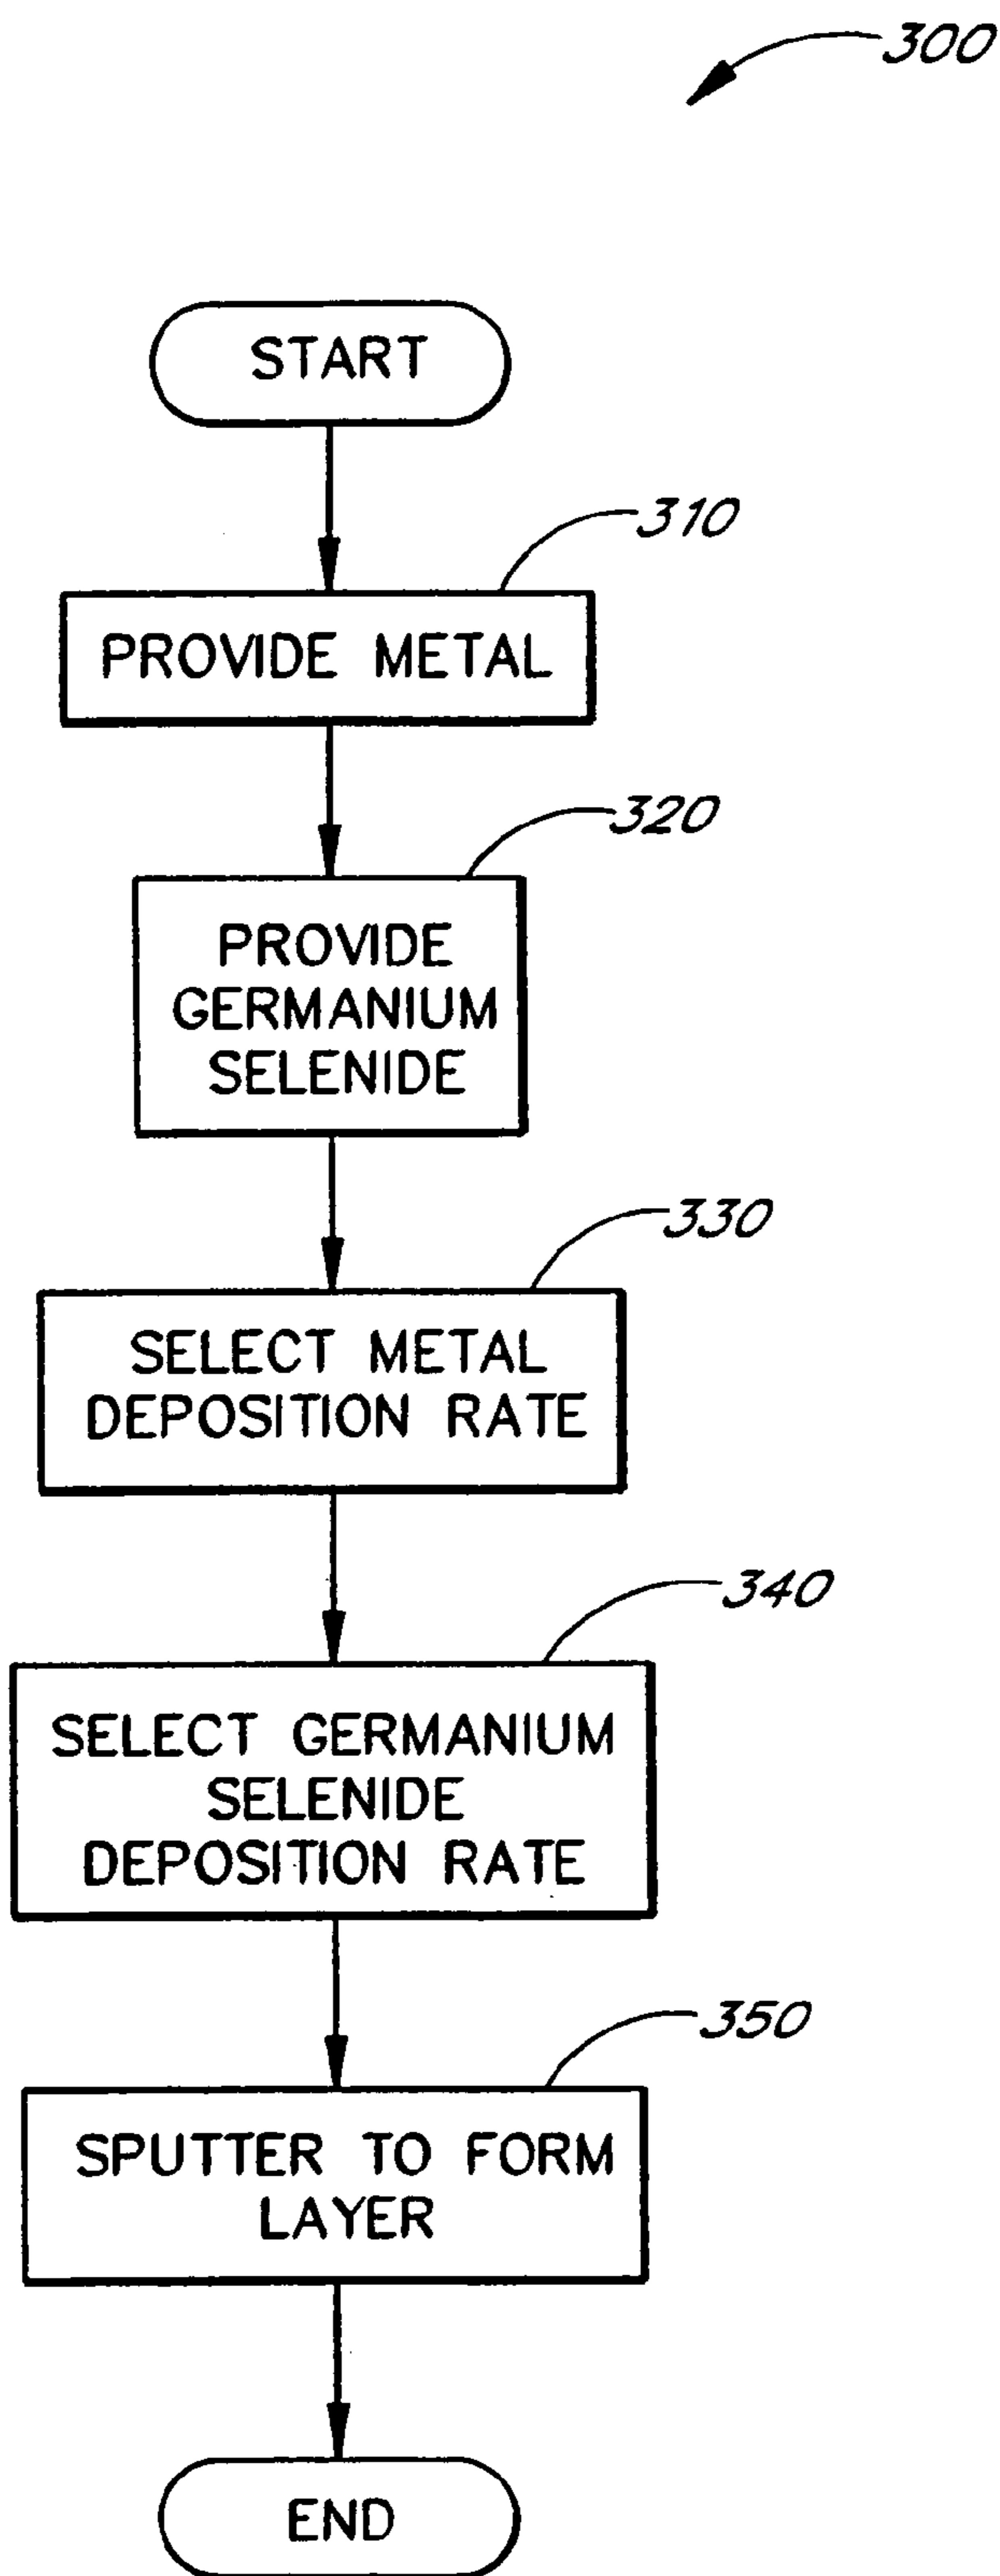 300
START
310
PROVIDE METAL
320
PROVIDE
GERMANIUM
SELENIDE
330
SELECT METAL
DEPOSITION RATE
340
SELECT GERMANIUM
SELENIDE
DEPOSITION RATE
350
SPUTTER TO FORM
LAYER
END